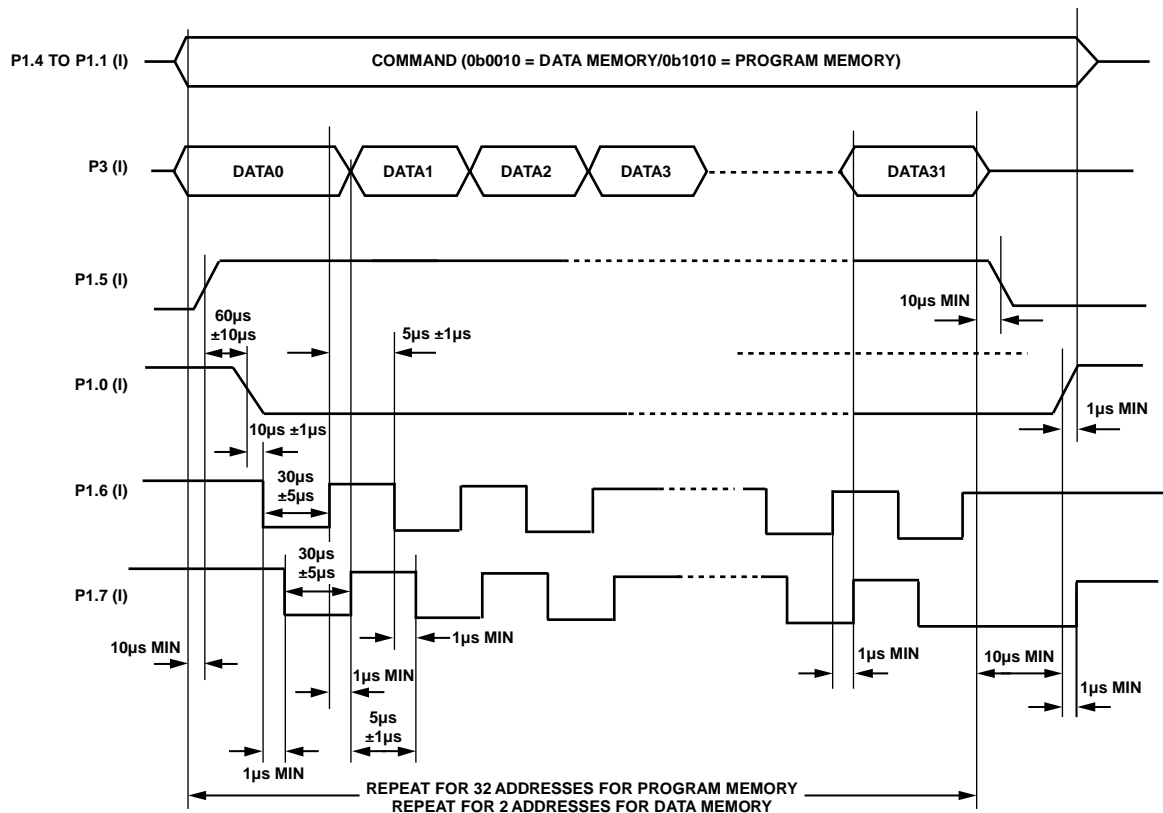 P1.4 TO P1.1 (I)
COMMAND (0b0010 = DATA MEMORY/0b1010 = PROGRAM MEMORY)
P3 (I)
DATA0
DATA1
DATA2
DATA3
DATA31
P1.5 (I)
10µs MIN
60µs
±10µs
5µs ±1µs
P1.0 (I)
1µs MIN
10µs ±1µs
P1.6 (I)
30µs
±5µs
30µs
±5µs
P1.7 (I)
10µs MIN
1µs MIN
1µs MIN
1µs MIN
10µs MIN
1µs MIN
5µs
±1µs
1µs MIN
REPEAT FOR 32 ADDRESSES FOR PROGRAM MEMORY
REPEAT FOR 2 ADDRESSES FOR DATA MEMORY